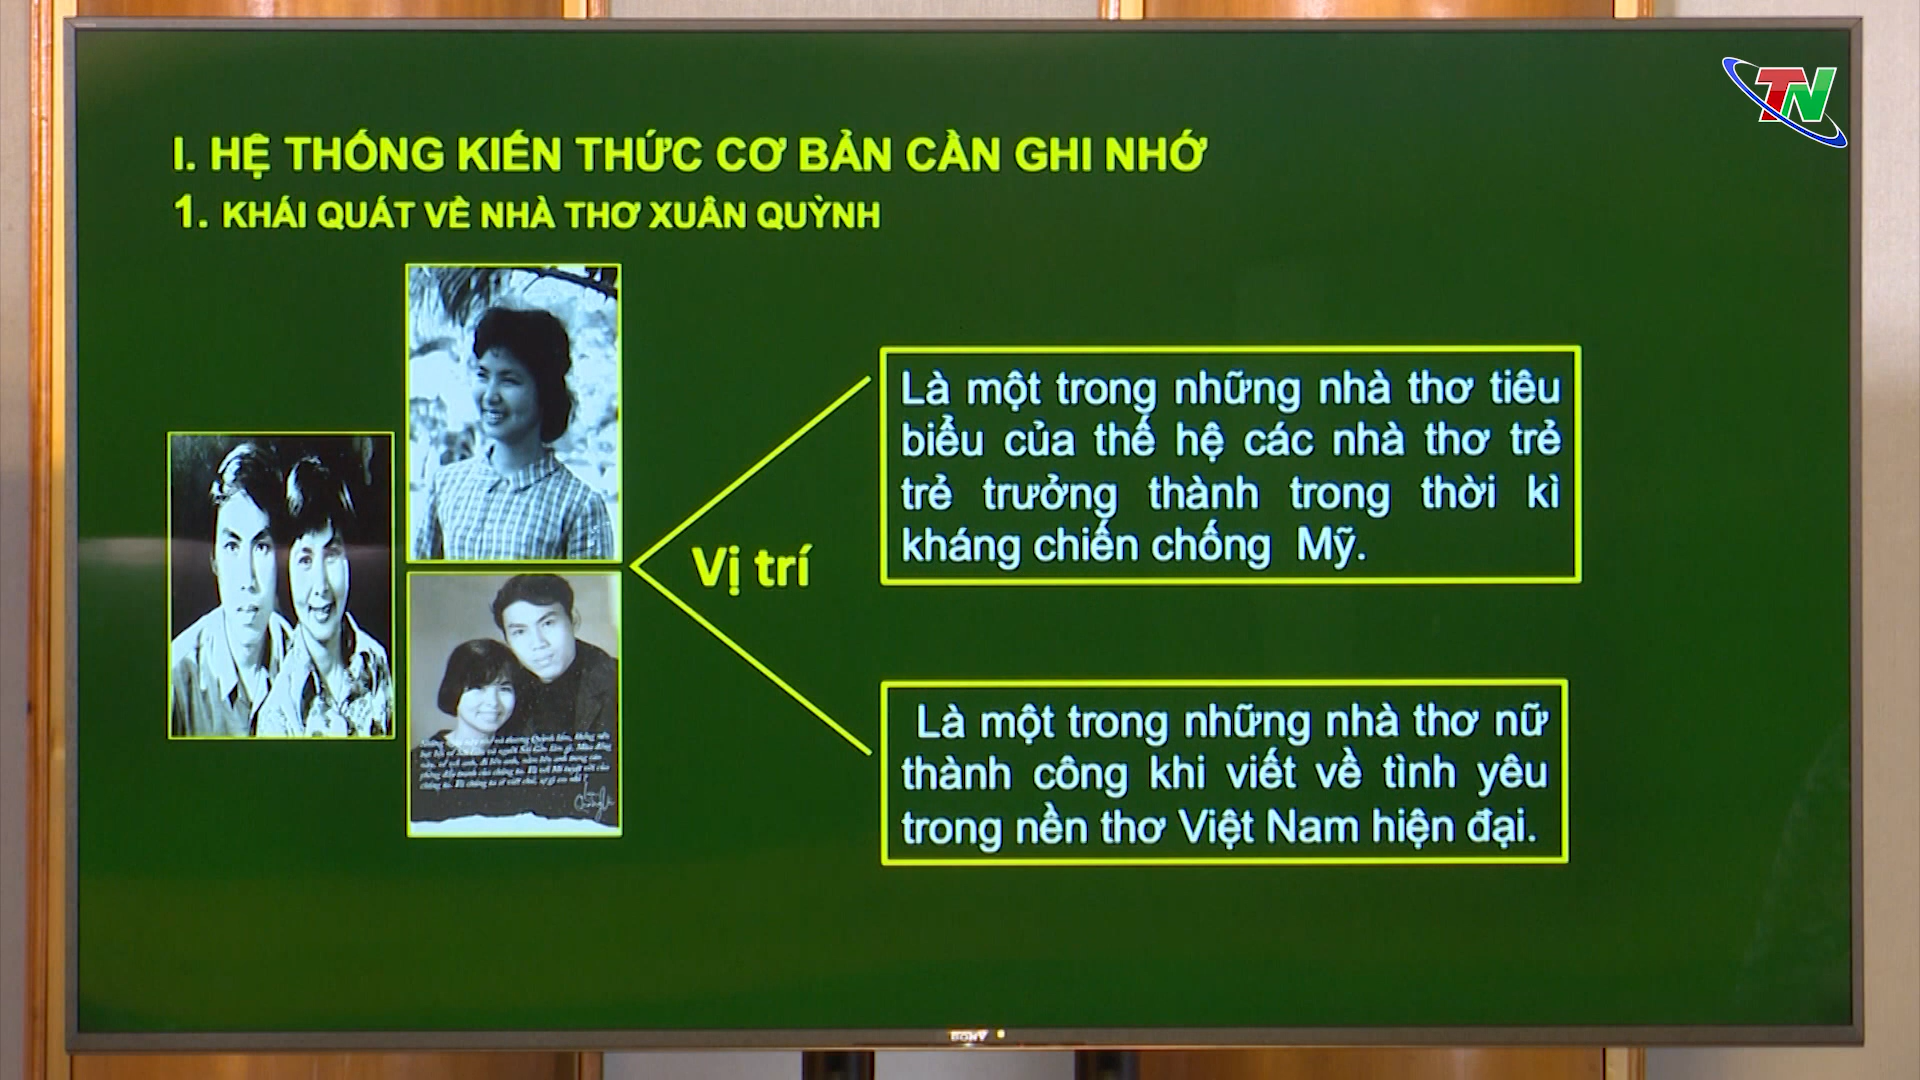 TN
I. HỆ THỐNG KIẾN THỨC CƠ BẢN CẦN GHI NHỚ
1. KHÁI QUÁT VỀ NHÀ THƠ XUÂN QUỲNH
Vị trí
Là một trong những nhà thơ tiêu
biểu của thế hệ các nhà thơ trẻ
trẻ trưởng thành trong thời kì
kháng chiến chống Mỹ.
Là một trong những nhà thơ nữ
thành công khi viết về tình yêu
trong nền thơ Việt Nam hiện đại.
SONY